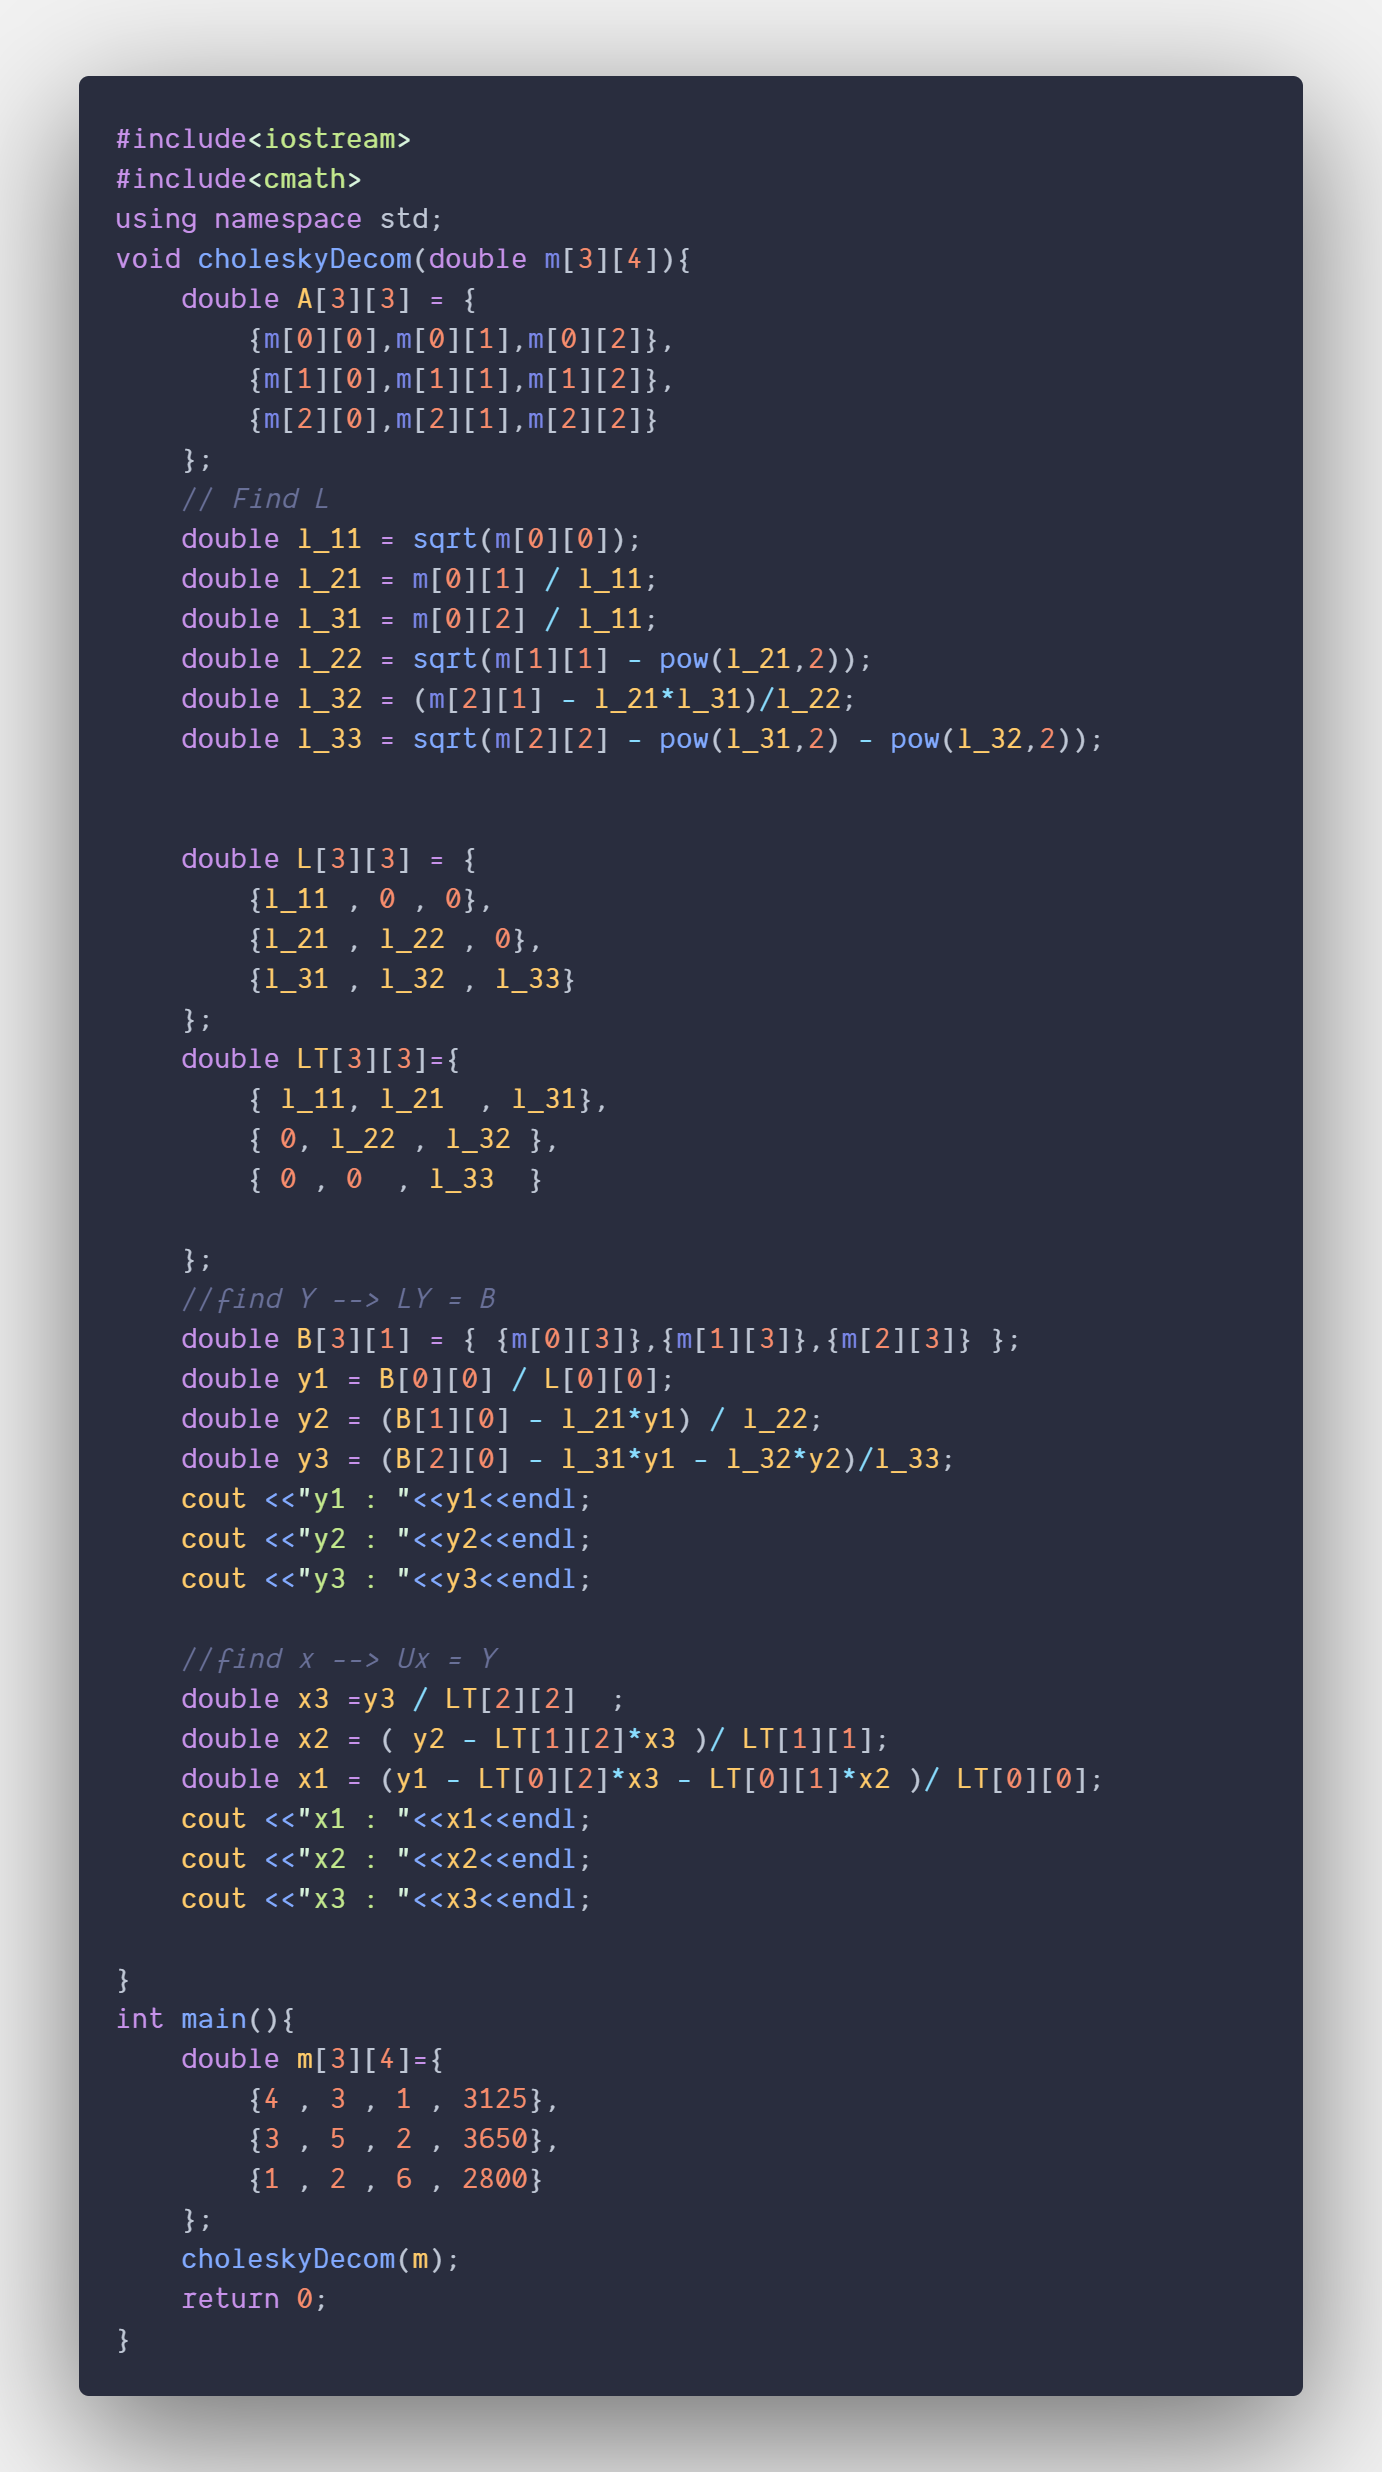 #include<iostream>
#include<cmath>
using namespace std;
void choleskyDecom(double m[3][4]){
    double A[3][3] = {
        {m[0][0],m[0][1],m[0][2]},
        {m[1][0],m[1][1],m[1][2]},
        {m[2][0],m[2][1],m[2][2]}
    };
    // Find L
    double l_11 = sqrt(m[0][0]);
    double l_21 = m[0][1] / l_11;
    double l_31 = m[0][2] / l_11;
    double l_22 = sqrt(m[1][1] - pow(l_21,2));
    double l_32 = (m[2][1] - l_21*l_31)/l_22;
    double l_33 = sqrt(m[2][2] - pow(l_31,2) - pow(l_32,2));
    double L[3][3] = {
        {l_11 , 0 , 0},
        {l_21 , l_22 , 0},
        {l_31 , l_32 , l_33}
    };
    double LT[3][3]={
        { l_11, l_21  , l_31},
        { 0, l_22 , l_32 },
        { 0 , 0  , l_33  }
    };
    //find Y --> LY = B
    double B[3][1] = { {m[0][3]},{m[1][3]},{m[2][3]} };
    double y1 = B[0][0] / L[0][0];
    double y2 = (B[1][0] - l_21*y1) / l_22;
    double y3 = (B[2][0] - l_31*y1 - l_32*y2)/l_33;
    cout <<"y1 : "<<y1<<endl;
    cout <<"y2 : "<<y2<<endl;
    cout <<"y3 : "<<y3<<endl;
    //find x --> Ux = Y
    double x3 =y3 / LT[2][2]  ;
    double x2 = ( y2 - LT[1][2]*x3 )/ LT[1][1];
    double x1 = (y1 - LT[0][2]*x3 - LT[0][1]*x2 )/ LT[0][0];
    cout <<"x1 : "<<x1<<endl;
    cout <<"x2 : "<<x2<<endl;
    cout <<"x3 : "<<x3<<endl;
}
int main(){
    double m[3][4]={
        {4 , 3 , 1 , 3125},
        {3 , 5 , 2 , 3650},
        {1 , 2 , 6 , 2800}
    };
    choleskyDecom(m);
    return 0;
}